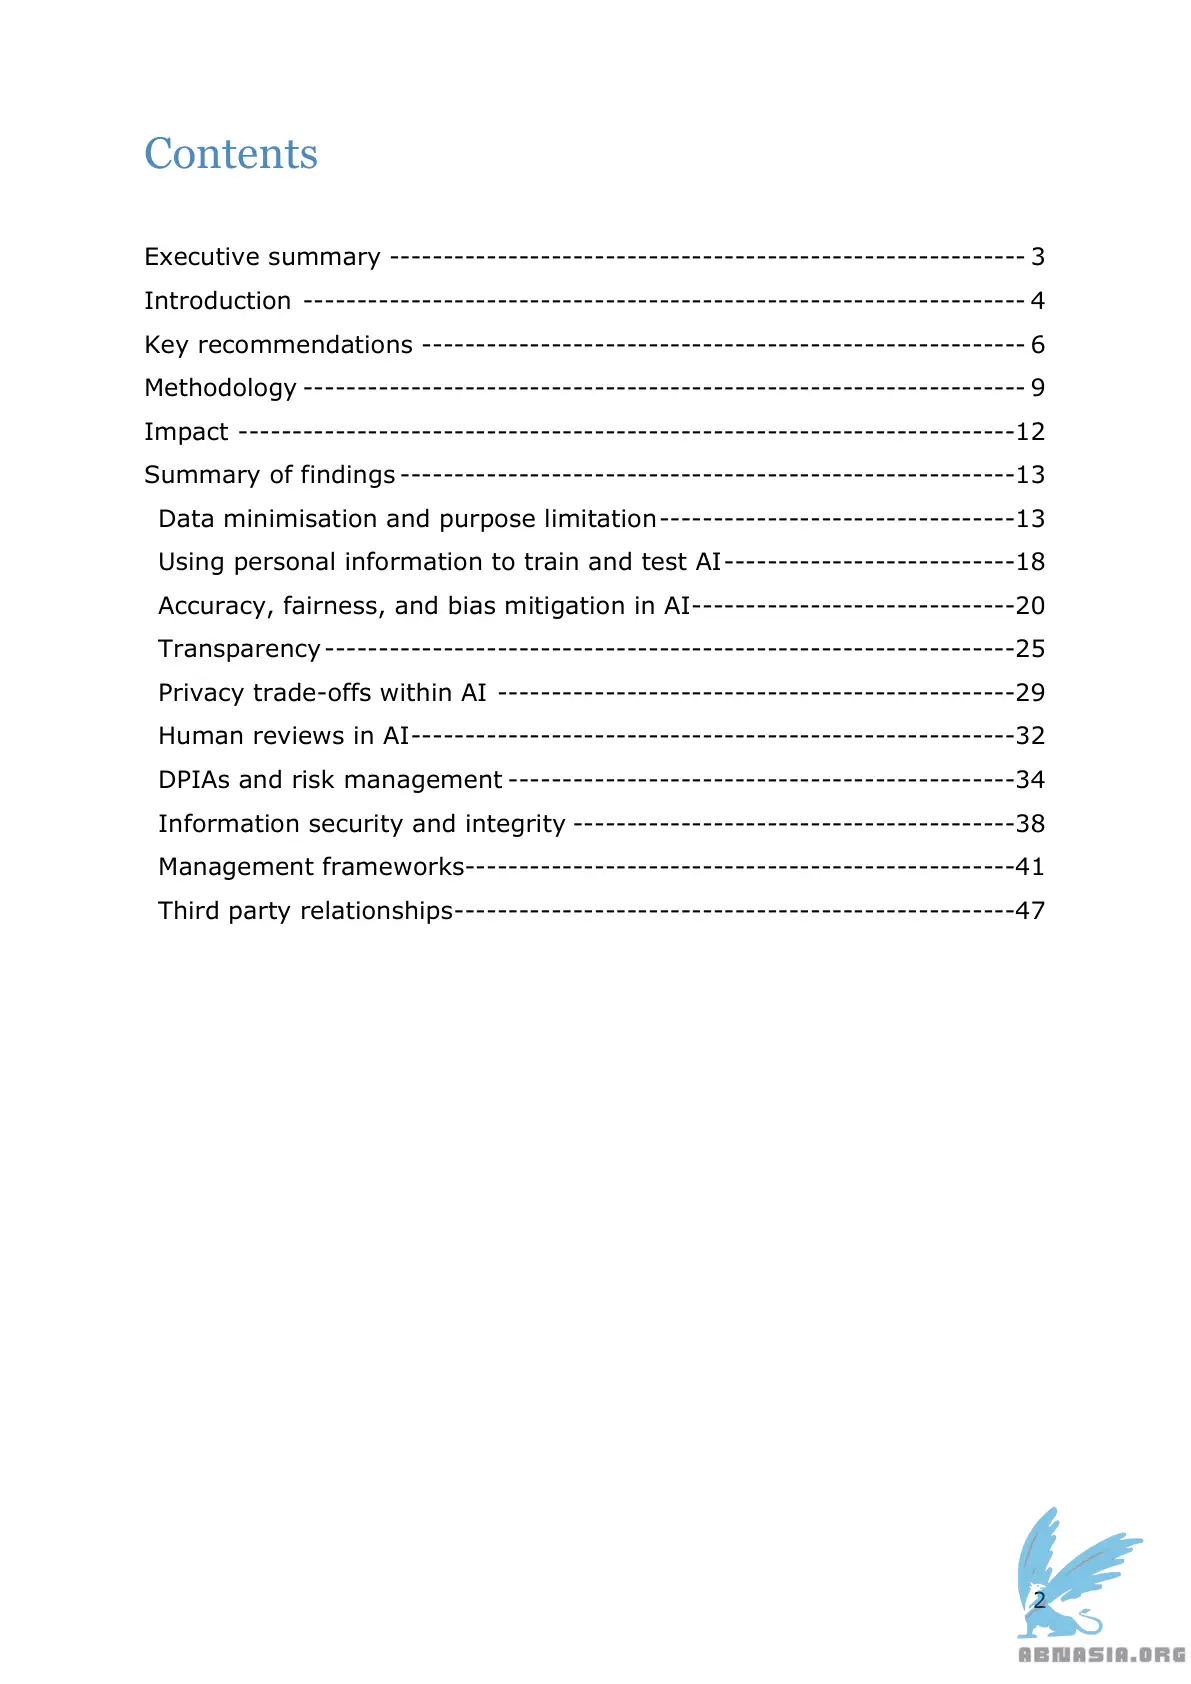 Contents
Executive summary ----------------------------------------------------------- 3
Introduction ------------------------------------------------------------------- 4
Key recommendations -------------------------------------------------------- 6
Methodology ------------------------------------------------------------------- 9
Impact ------------------------------------------------------------------------12
Summary of findings ---------------------------------------------------------13
Data minimisation and purpose limitation---------------------------------13
Using personal information to train and test AI---------------------------18
Accuracy, fairness, and bias mitigation in AI------------------------------20
Transparency ----------------------------------------------------------------25
Privacy trade-offs within AI ------------------------------------------------29
Human reviews in AI--------------------------------------------------------32
DPIAs and risk management -----------------------------------------------34
Information security and integrity -----------------------------------------38
Management frameworks---------------------------------------------------41
Third party relationships----------------------------------------------------47
2
ABNASIA.ORG